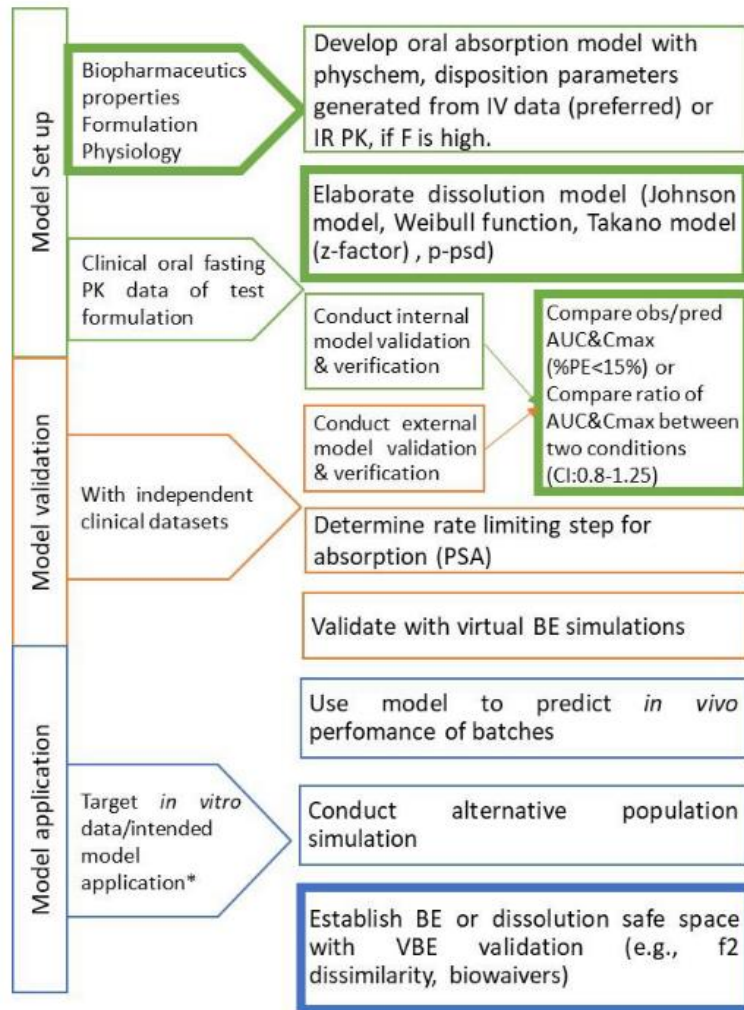 Model Set up
Biopharmaceutics
properties
Formulation
Physiology
Develop oral absorption model with
physchem, disposition parameters
generated from IV data (preferred) or
IR PK, if F is high.
Elaborate dissolution model (Johnson
model, Weibull function, Takano model
(z-factor) , p-psd)
Clinical oral fasting
PK data of test
formulation
Conduct internal
model validation
& verification
Compare obs/pred
AUC&Cmax
(%PE<15%) or
Compare ratio of
AUC&Cmax between
two conditions
(CI:0.8-1.25)
Model validation
With independent
clinical datasets
Conduct external
model validation
& verification
Determine rate limiting step for
absorption (PSA)
Validate with virtual BE simulations
Model application
Target in vitro
data/intended
model
application*
Use model to predict in vivo
perfomance of batches
Conduct alternative population
simulation
Establish BE or dissolution safe space
with VBE validation (e.g., f2
dissimilarity, biowaivers)